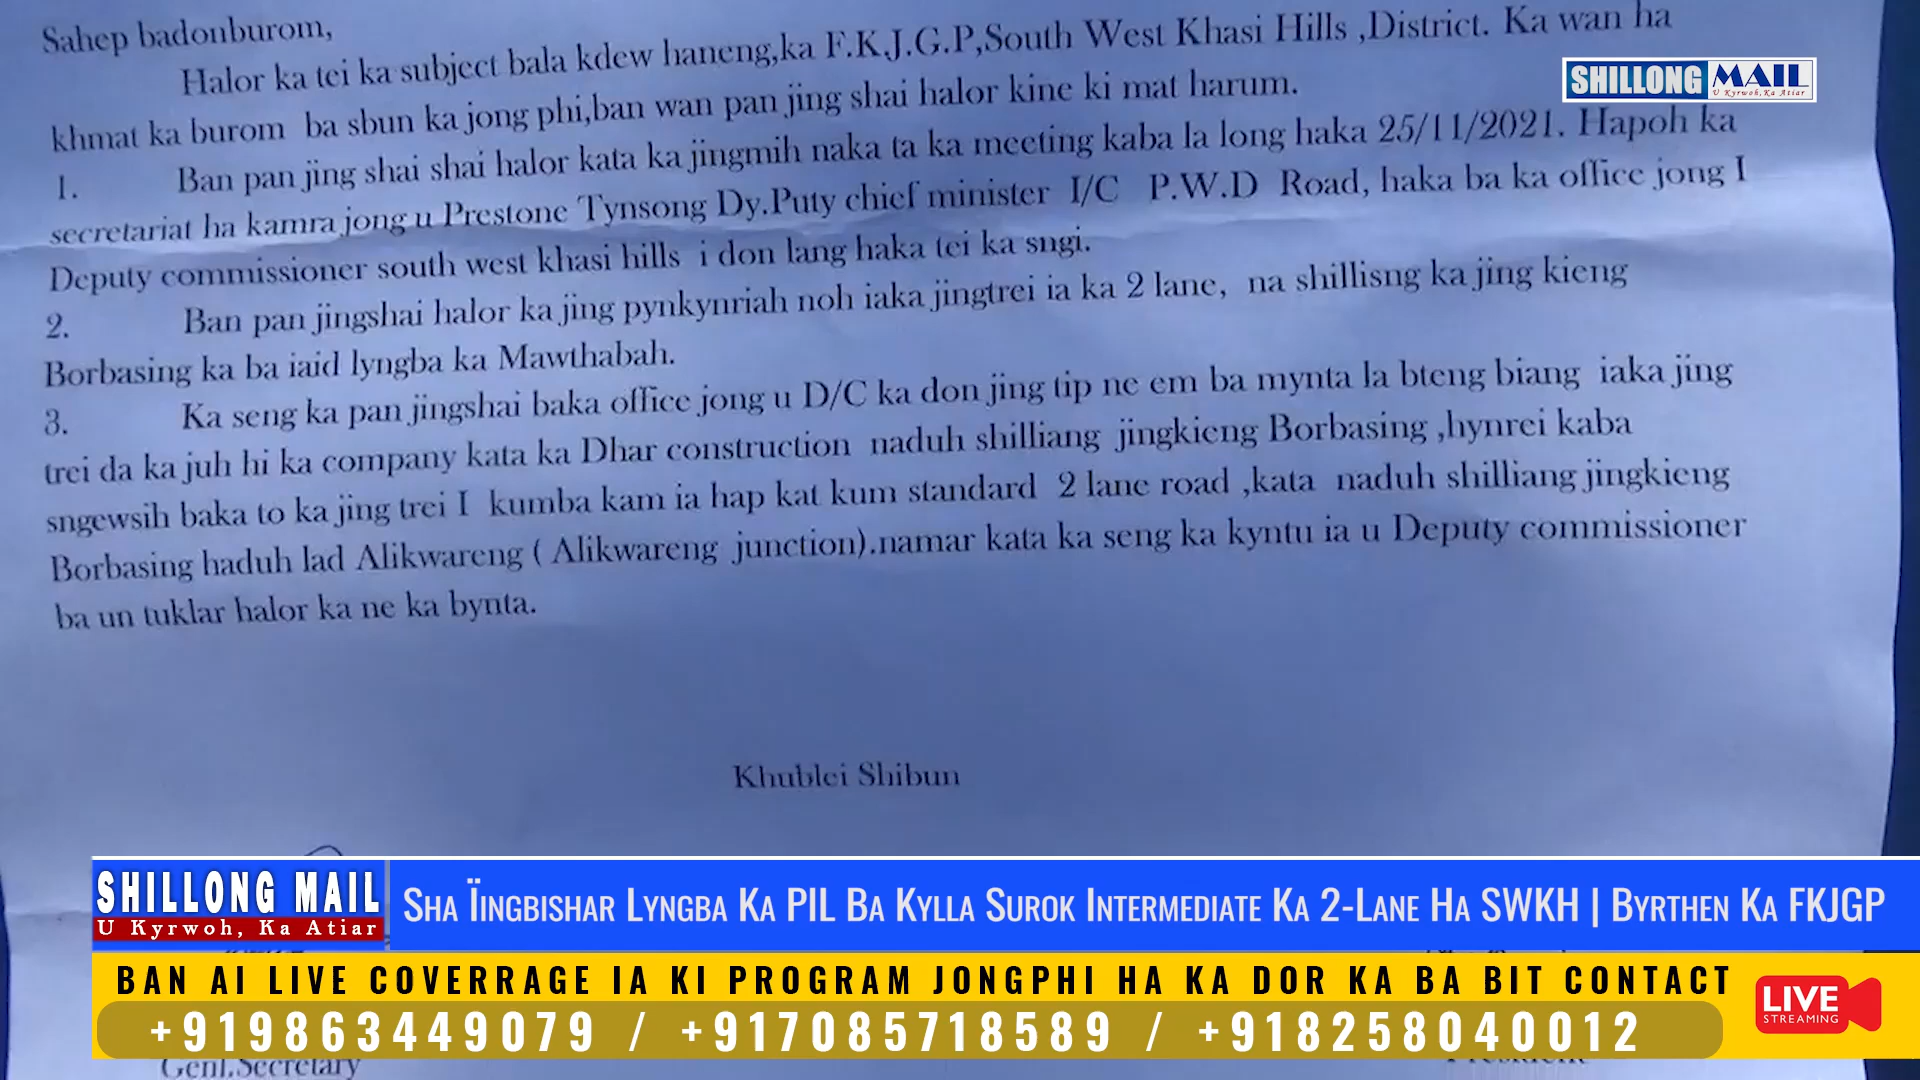 Sahep badonburom,
Halor ka tei ka subject bala kdew haneng,ka F.K.J.G.P,South West Khasi Hills ,District. Ka wan ha
khmat ka burom ba sbun ka jong phi,ban wan pan jing shai halor kine ki mat harum.
1. Ban pan jing shai shai halor kata ka jingmih naka ta ka meeting kaba la long haka 25/11/2021. Hapoh ka
secretariat ha kamra jong u Prestone Tynsong Dy.Puty chief minister I/C P.W.D Road, haka ba ka office jong I
Deputy commissioner south west khasi hills i don lang haka tei ka sngi.
2. Ban pan jingshai halor ka jing pynkynriah noh iaka jingtrei ia ka 2 lane, na shillisng ka jing kieng
Borbasing ka ba iaid lyngba ka Mawthabah.
3. Ka seng ka pan jingshai baka office jong u D/C ka don jing tip ne em ba mynta la bteng biang iaka jing
trei da ka juh hi ka company kata ka Dhar construction naduh shilliang jingkieng Borbasing ,hynrei kaba
sngewsih baka to ka jing trei I kumba kam ia hap kat kum standard 2 lane road ,kata naduh shilliang jingkieng
Borbasing haduh lad Alikwareng ( Alikwareng junction).namar kata ka seng ka kyntu ia u Deputy commissioner
ba un tuklar halor ka ne ka bynta.
Khublei Shibun
Genl.Secretary
SHILLONG MAIL
U Kyrwoh,Ka Atiar
SHILLONG MAIL
U Kyrwoh, Ka Atiar
Sha Ïingbishar Lyngba Ka PIL Ba Kylla Surok Intermediate Ka 2-Lane Ha SWKH | Byrthen Ka FKJGP
BAN AI LIVE COVERRAGE IA KI PROGRAM JONGPHI HA KA DOR KA BA BIT CONTACT
+919863449079 / +917085718589 / +918258040012
LIVE
STREAMING